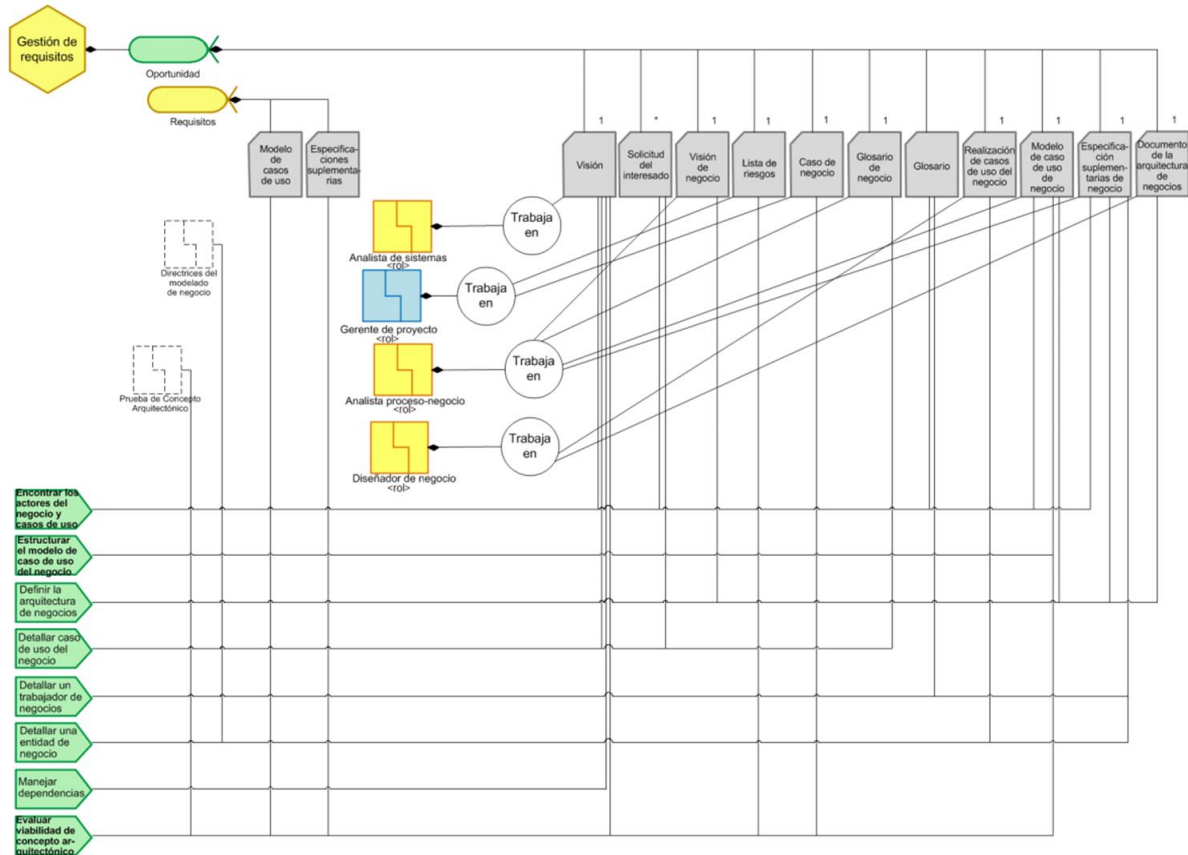 Gestión de
requisitos
Oportunidad
Requisitos
1
*
1
1
1
1
1
1
1
1
Modelo
de
casos
de uso
Especifica-
ciones
suplemen-
tarias
Visión
Solicitud
del
interesado
Visión
de
negocio
Lista de
riesgos
Caso de
negocio
Glosario
de
negocio
Glosario
Realización
de casos
de uso del
negocio
Modelo
de caso
de uso
de
negocio
Especifica-
ción
suplemen-
tarias de
negocio
Documento
de la
arquitectura
de
negocios
Trabaja
en
Analista de sistemas
<rol>
Directrices del
modelado
de negocio
Trabaja
en
Gerente de proyecto
<rol>
Trabaja
en
Analista proceso-negocio
<rol>
Prueba de Concepto
Arquitectónico
Trabaja
en
Diseñador de negocio
<rol>
Encontrar los
actores del
negocio y
casos de uso
Estructurar
el modelo de
caso de uso
del negocio
Definir la
arquitectura
de negocios
Detallar caso
de uso del
negocio
Detallar un
trabajador de
negocios
Detallar una
entidad de
negocio
Manejar
dependencias
Evaluar
viabilidad de
concepto ar-
quitectónico